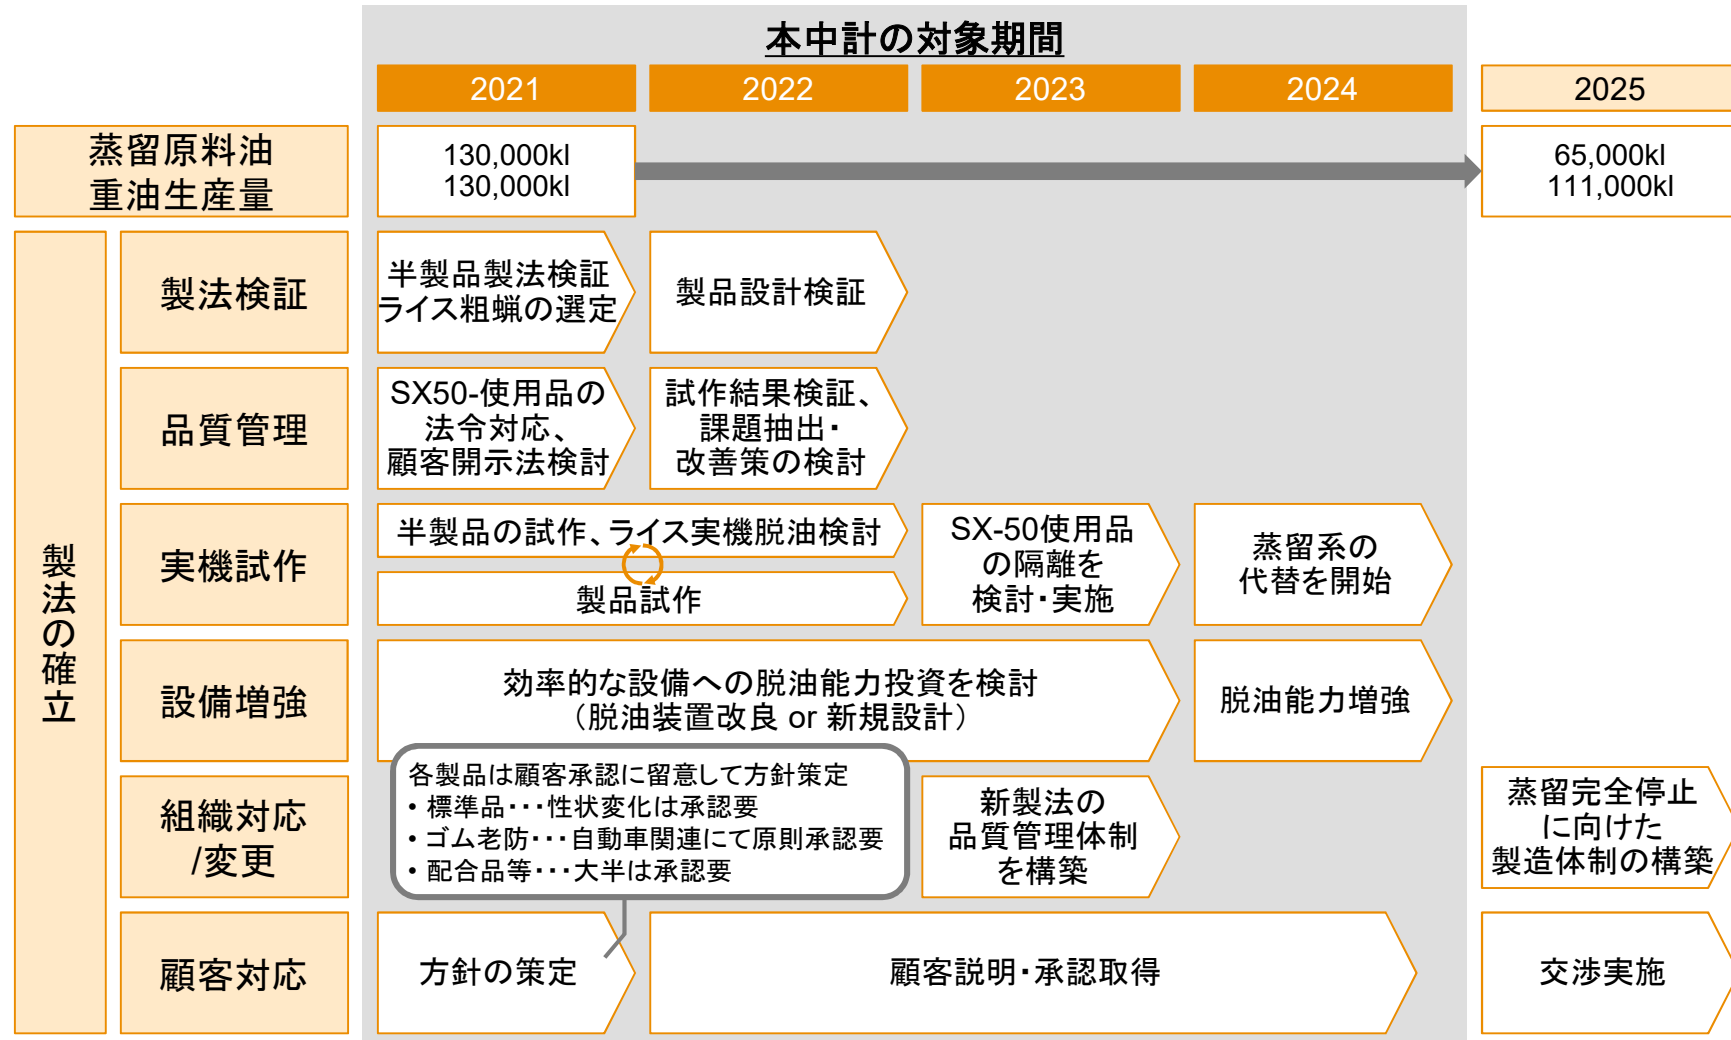 本中計の対象期間
2021
2022
2023
2024
2025
蒸留原料油
重油生産量
130,000kl
130,000kl
65,000kl
111,000kl
製法の確立
製法検証
半製品製法検証
ライス粗蝋の選定
製品設計検証
品質管理
SX50-使用品の
法令対応、
顧客開示法検討
試作結果検証、
課題抽出・
改善策の検討
実機試作
半製品の試作、ライス実機脱油検討
製品試作
SX-50使用品
の隔離を
検討・実施
蒸留系の
代替を開始
設備増強
効率的な設備への脱油能力投資を検討
（脱油装置改良 or 新規設計）
脱油能力増強
組織対応
/変更
各製品は顧客承認に留意して方針策定
• 標準品・・・性状変化は承認要
• ゴム老防・・・自動車関連にて原則承認要
• 配合品等・・・大半は承認要
新製法の
品質管理体制
を構築
蒸留完全停止
に向けた
製造体制の構築
顧客対応
方針の策定
顧客説明・承認取得
交渉実施